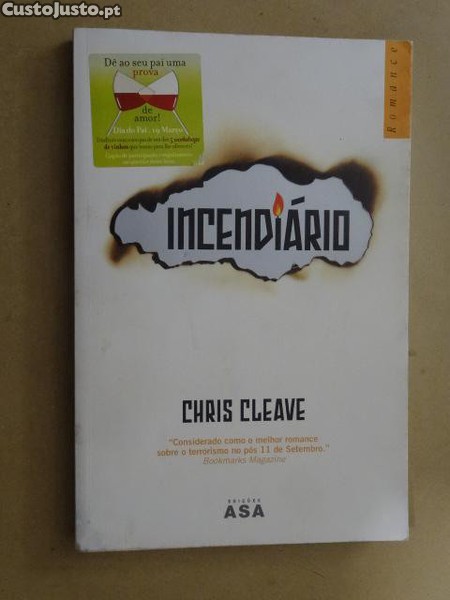 CustoJusto.pt
Dê ao seu pai uma
prova
de
amor!
Dia do Pai - 19 Março
Romance
INCENDIÁRIO
CHRIS CLEAVE
"Considerado como o melhor romance
sobre o terrorismo no pós 11 de Setembro."
Bookmarks Magazine
EDIÇÕES
ASA